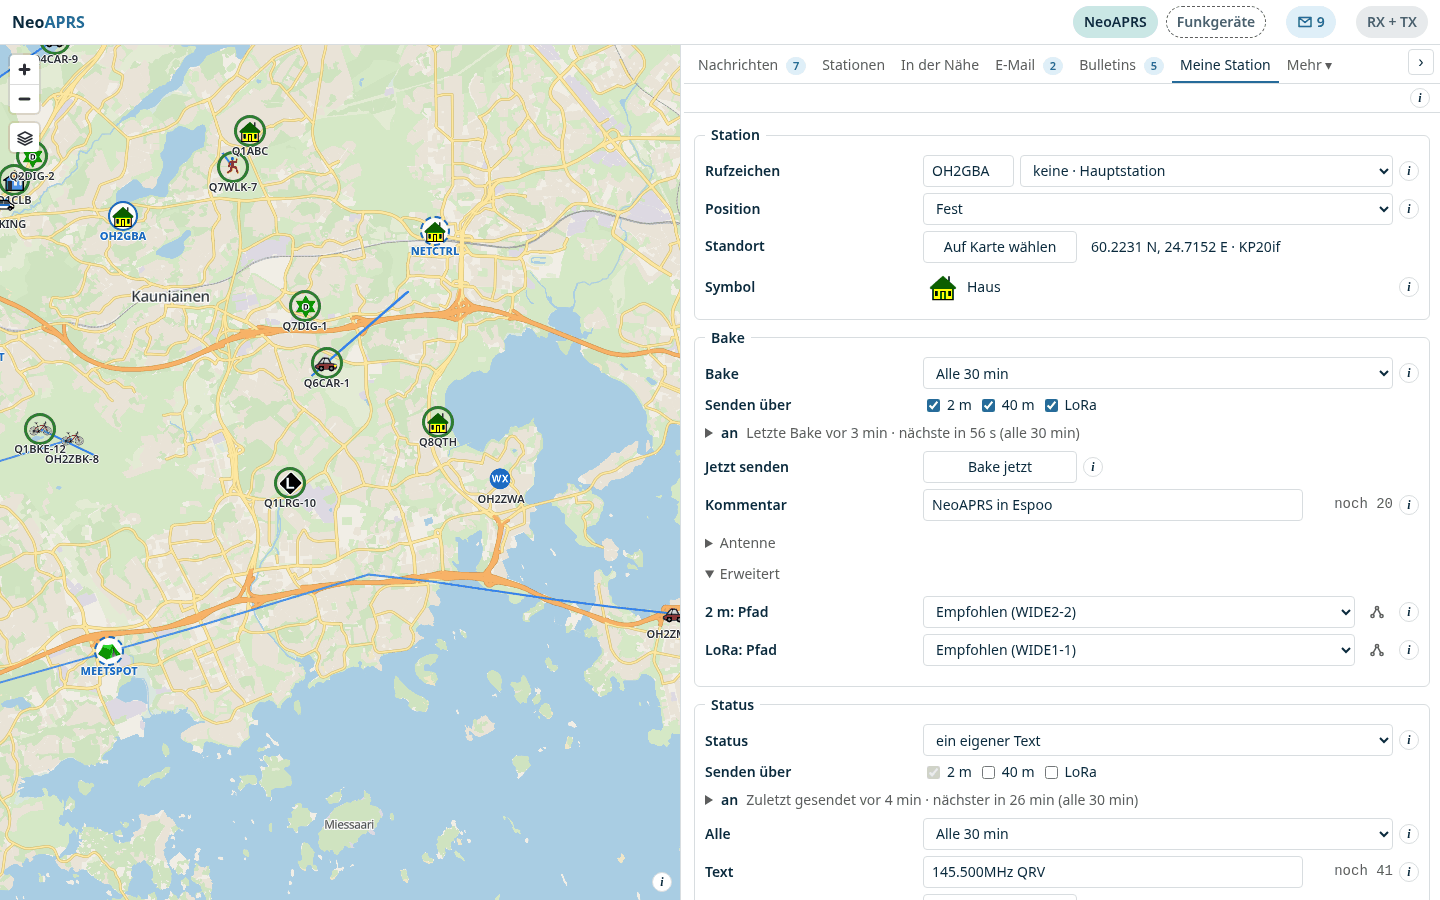 NeoAPRS
NeoAPRS
Funkgeräte
9
RX + TX
Nachrichten 7
Stationen
In der Nähe
E-Mail 2
Bulletins 5
Meine Station
Mehr ▾
Station
Rufzeichen
OH2GBA
keine · Hauptstation
Position
Fest
Standort
Auf Karte wählen
60.2231 N, 24.7152 E · KP20if
Symbol
Haus
Bake
Bake
Alle 30 min
Senden über
2 m
40 m
LoRa
an Letzte Bake vor 3 min · nächste in 56 s (alle 30 min)
Jetzt senden
Bake jetzt
Kommentar
NeoAPRS in Espoo
noch 20
Antenne
Erweitert
2 m: Pfad
Empfohlen (WIDE2-2)
LoRa: Pfad
Empfohlen (WIDE1-1)
Status
Status
ein eigener Text
Senden über
2 m
40 m
LoRa
an Zuletzt gesendet vor 4 min · nächster in 26 min (alle 30 min)
Alle
Alle 30 min
Text
145.500MHz QRV
noch 41
4CAR-9
Q1ABC
Q7WLK-7
Q2DIG-2
CLB
KING
OH2GBA
NETCTRL
Kauniainen
Q7DIG-1
Q6CAR-1
Q8QTH
Q1BKE-12
OH2ZBK-8
Q1LRG-10
WX
OH2ZWA
MEETSPOT
OH2ZM
Miessaari